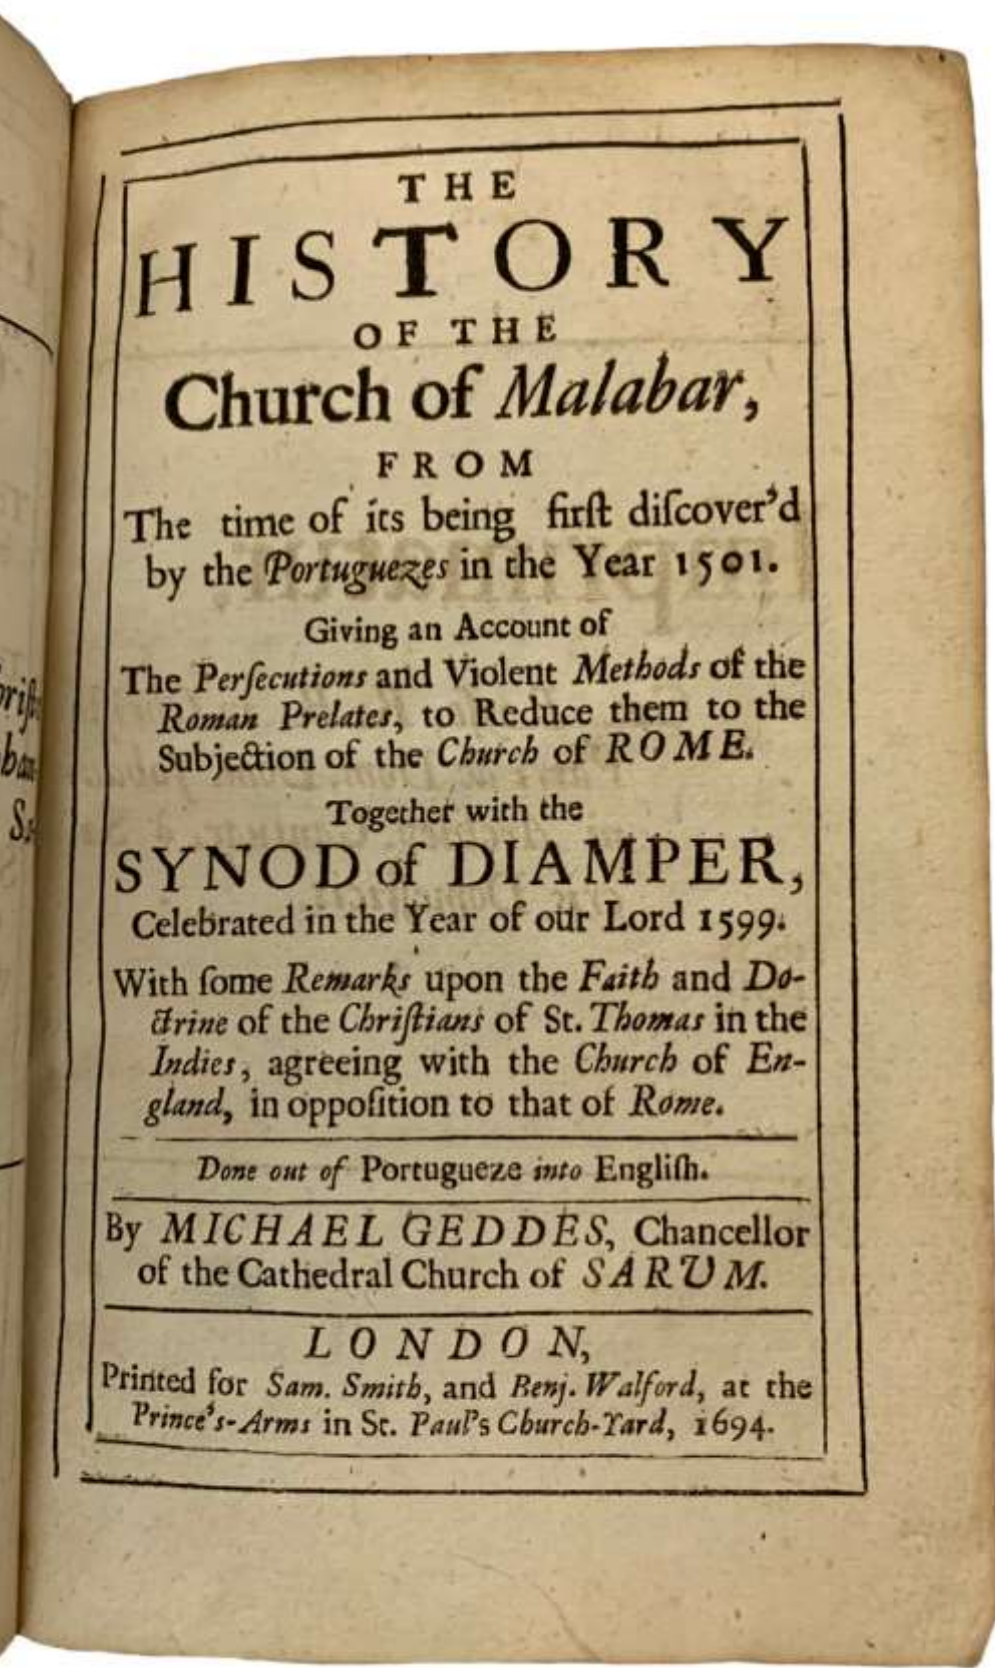 THE
HISTORY
OF THE
Church of Malabar,
FROM
The time of its being firſt diſcover'd
by the Portuguezes in the Year 1501.
Giving an Account of
The Perſecutions and Violent Methods of the
Roman Prelates, to Reduce them to the
Subjection of the Church of ROME.
Together with the
SYNOD of DIAMPER,
Celebrated in the Year of our Lord 1599.
With ſome Remarks upon the Faith and Do-
ctrine of the Chriſtians of St. Thomas in the
Indies, agreeing with the Church of En-
gland, in oppoſition to that of Rome.
Done out of Portugueze into Engliſh.
By MICHAEL GEDDES, Chancellor
of the Cathedral Church of SARUM.
LONDON,
Printed for Sam. Smith, and Benj. Walford, at the
Prince's-Arms in St. Paul's Church-Yard, 1694.